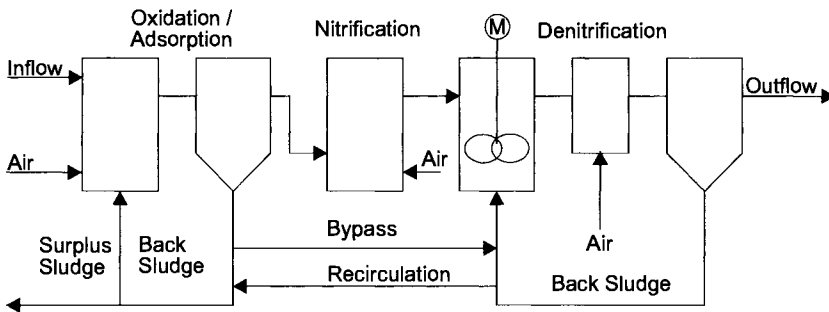 Oxidation /
Adsorption
Nitrification
M
Denitrification
Inflow
Outflow
Air
Air
Air
Surplus
Sludge
Back
Sludge
Bypass
Recirculation
Back Sludge